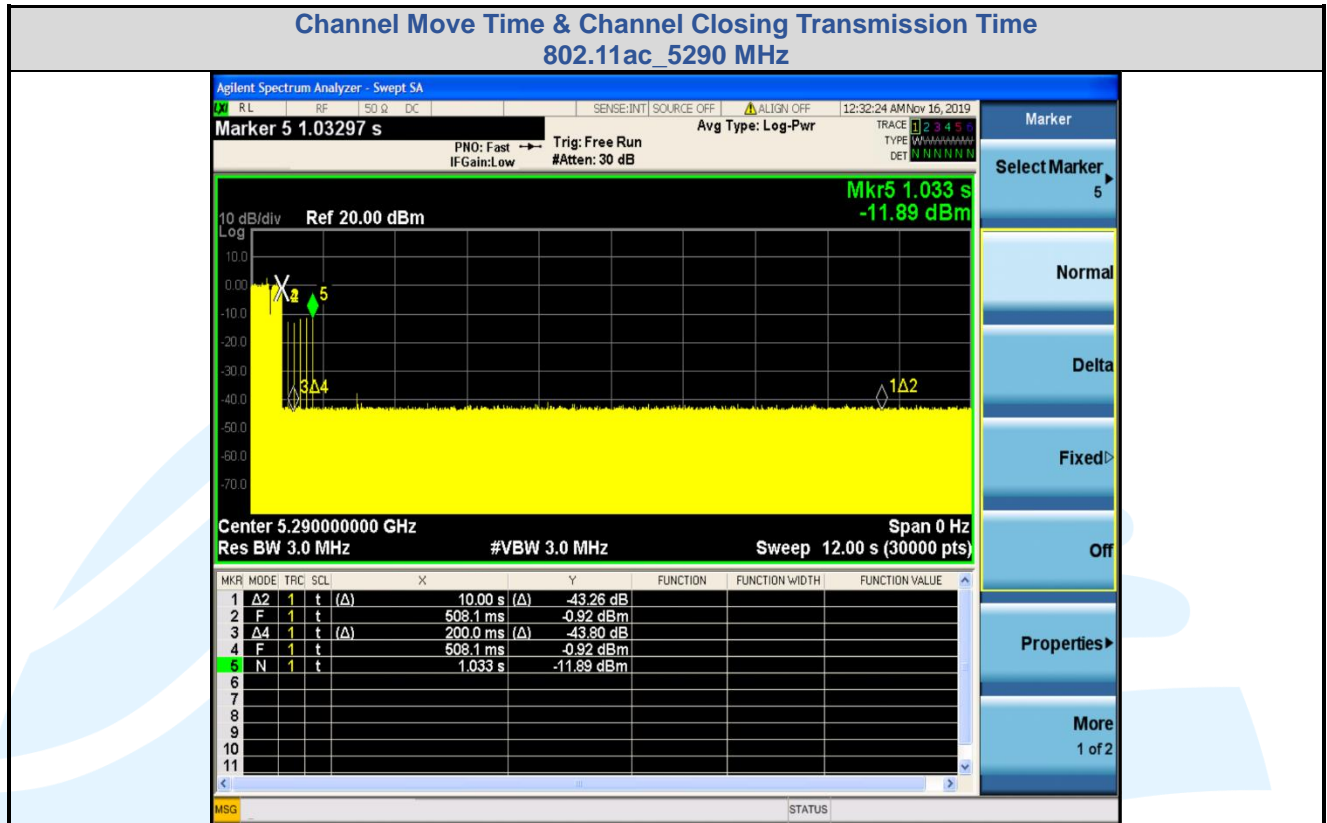 Channel Move Time & Channel Closing Transmission Time
802.11ac_5290 MHz
Agilent Spectrum Analyzer - Swept SA
LXI RL RF 50 Ω DC SENSE:INT SOURCE OFF ALIGN OFF 12:32:24 AM Nov 16, 2019
Marker 5 1.03297 s
PNO: Fast
IFGain:Low
Trig: Free Run
#Atten: 30 dB
Avg Type: Log-Pwr
TRACE 1 2 3 4 5 6
TYPE WWWWWW
DET N N N N N N
Mkr5 1.033 s
-11.89 dBm
10 dB/div Ref 20.00 dBm
Log
10.0
0.00
-10.0
-20.0
-30.0
-40.0
-50.0
-60.0
-70.0
5
3Δ4
1Δ2
Center 5.290000000 GHz Span 0 Hz
Res BW 3.0 MHz #VBW 3.0 MHz Sweep 12.00 s (30000 pts)
MKR MODE TRC SCL X Y FUNCTION FUNCTION WIDTH FUNCTION VALUE
1 Δ2 1 t (Δ) 10.00 s (Δ) -43.26 dB
2 F 1 t 508.1 ms -0.92 dBm
3 Δ4 1 t (Δ) 200.0 ms (Δ) -43.80 dB
4 F 1 t 508.1 ms -0.92 dBm
5 N 1 t 1.033 s -11.89 dBm
6
7
8
9
10
11
MSG STATUS
Marker
Select Marker
5
Normal
Delta
Fixed
Off
Properties
More
1 of 2